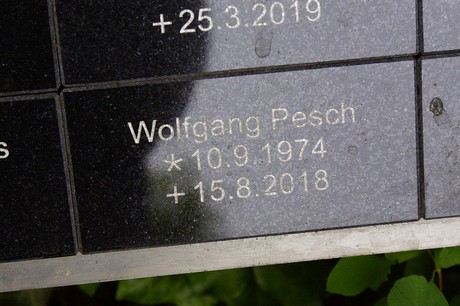 +25.3.2019
s
Wolfgang Pesch
*10.9.1974
+15.8.2018